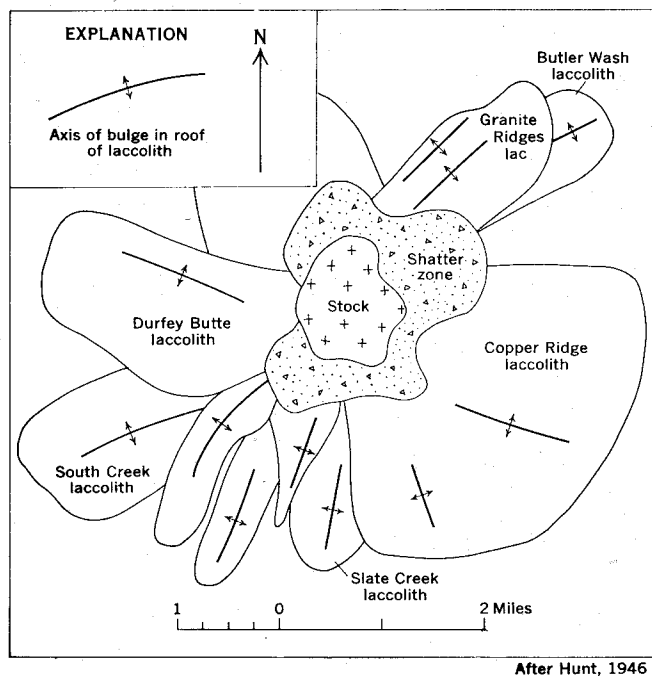 EXPLANATION
N
Axis of bulge in roof
of laccolith
Butler Wash
laccolith
Granite
Ridges
lac
Shatter
zone
Stock
Durfey Butte
laccolith
Copper Ridge
laccolith
South Creek
laccolith
Slate Creek
laccolith
1 0 2 Miles
After Hunt, 1946